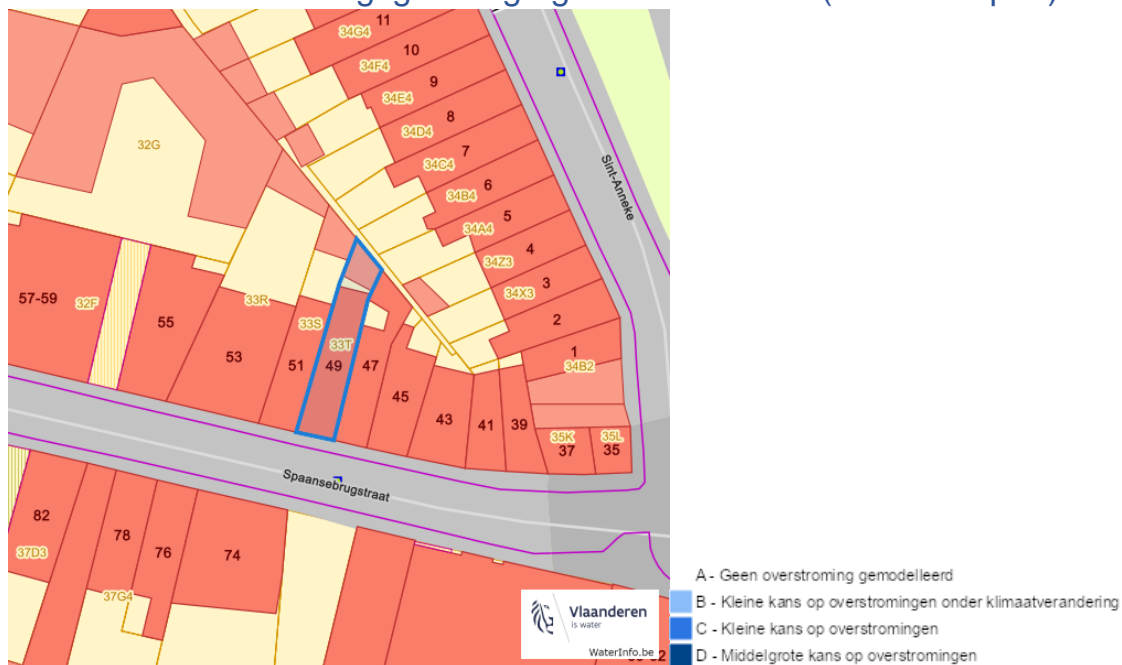 11
34G4
10
34F4
9
34E4
8
34D4
7
34C4
6
34B4
5
34A4
4
34Z3
3
34X3
2
1
34B2
Sint-Anneke
32G
57-59
32F
55
33R
53
33S
51
33T
49
47
45
43
41
39
35K
37
35L
35
Spaansebrugstraat
82
37D3
78
37G4
76
74
Vlaanderen
is water
WaterInfo.be
A - Geen overstroming gemodelleerd
B - Kleine kans op overstromingen onder klimaatverandering
C - Kleine kans op overstromingen
D - Middelgrote kans op overstromingen